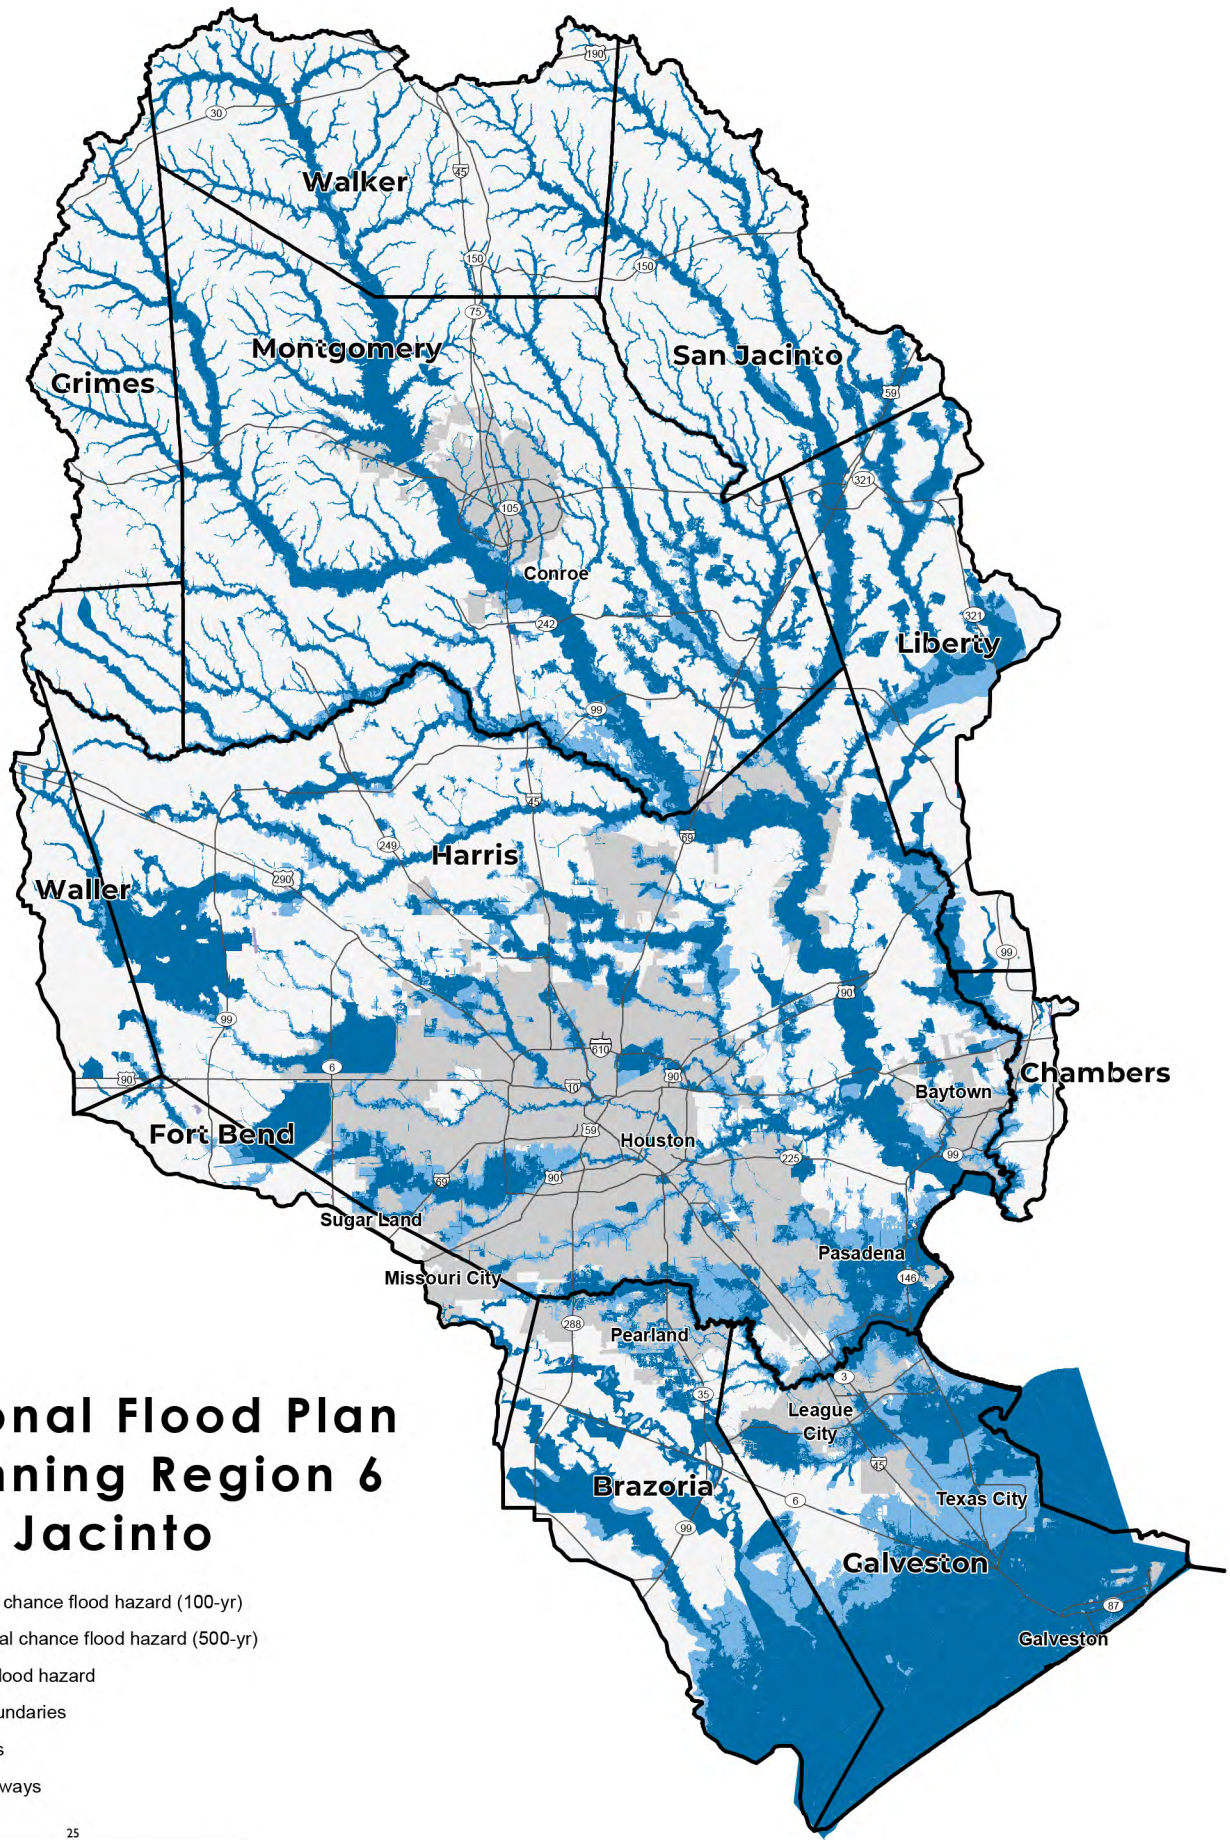 190
30
45
Walker
150
150
75
Montgomery
San Jacinto
Grimes
59
321
105
Conroe
321
242
Liberty
99
45
69
249
Harris
290
Waller
99
90
99
610
6
90
10
90
Chambers
Baytown
59
Fort Bend
Houston
225
99
69
90
Sugar Land
Pasadena
Missouri City
146
288
Pearland
3
35
League
City
45
Brazoria
6
Texas City
99
Galveston
87
Galveston
onal Flood Plan
nning Region 6
Jacinto
chance flood hazard (100-yr)
al chance flood hazard (500-yr)
lood hazard
undaries
s
ways
25